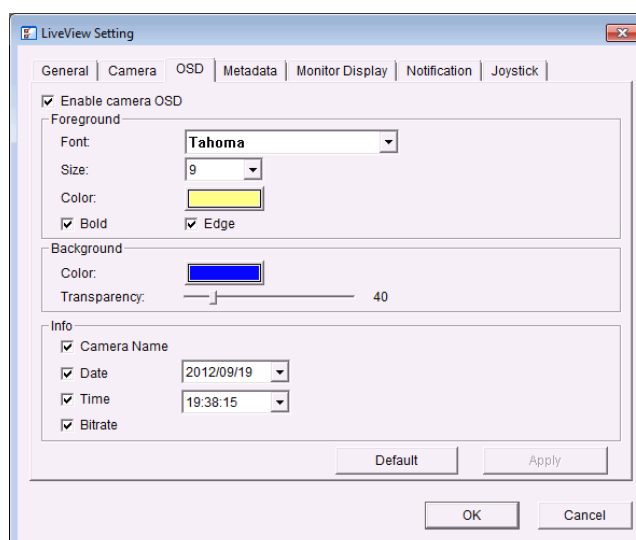 LiveView Setting
General Camera OSD Metadata Monitor Display Notification Joystick
Enable camera OSD
Foreground
Font: Tahoma
Size: 9
Color:
Bold Edge
Background
Color:
Transparency: 40
Info
Camera Name
Date 2012/09/19
Time 19:38:15
Bitrate
Default Apply
OK Cancel